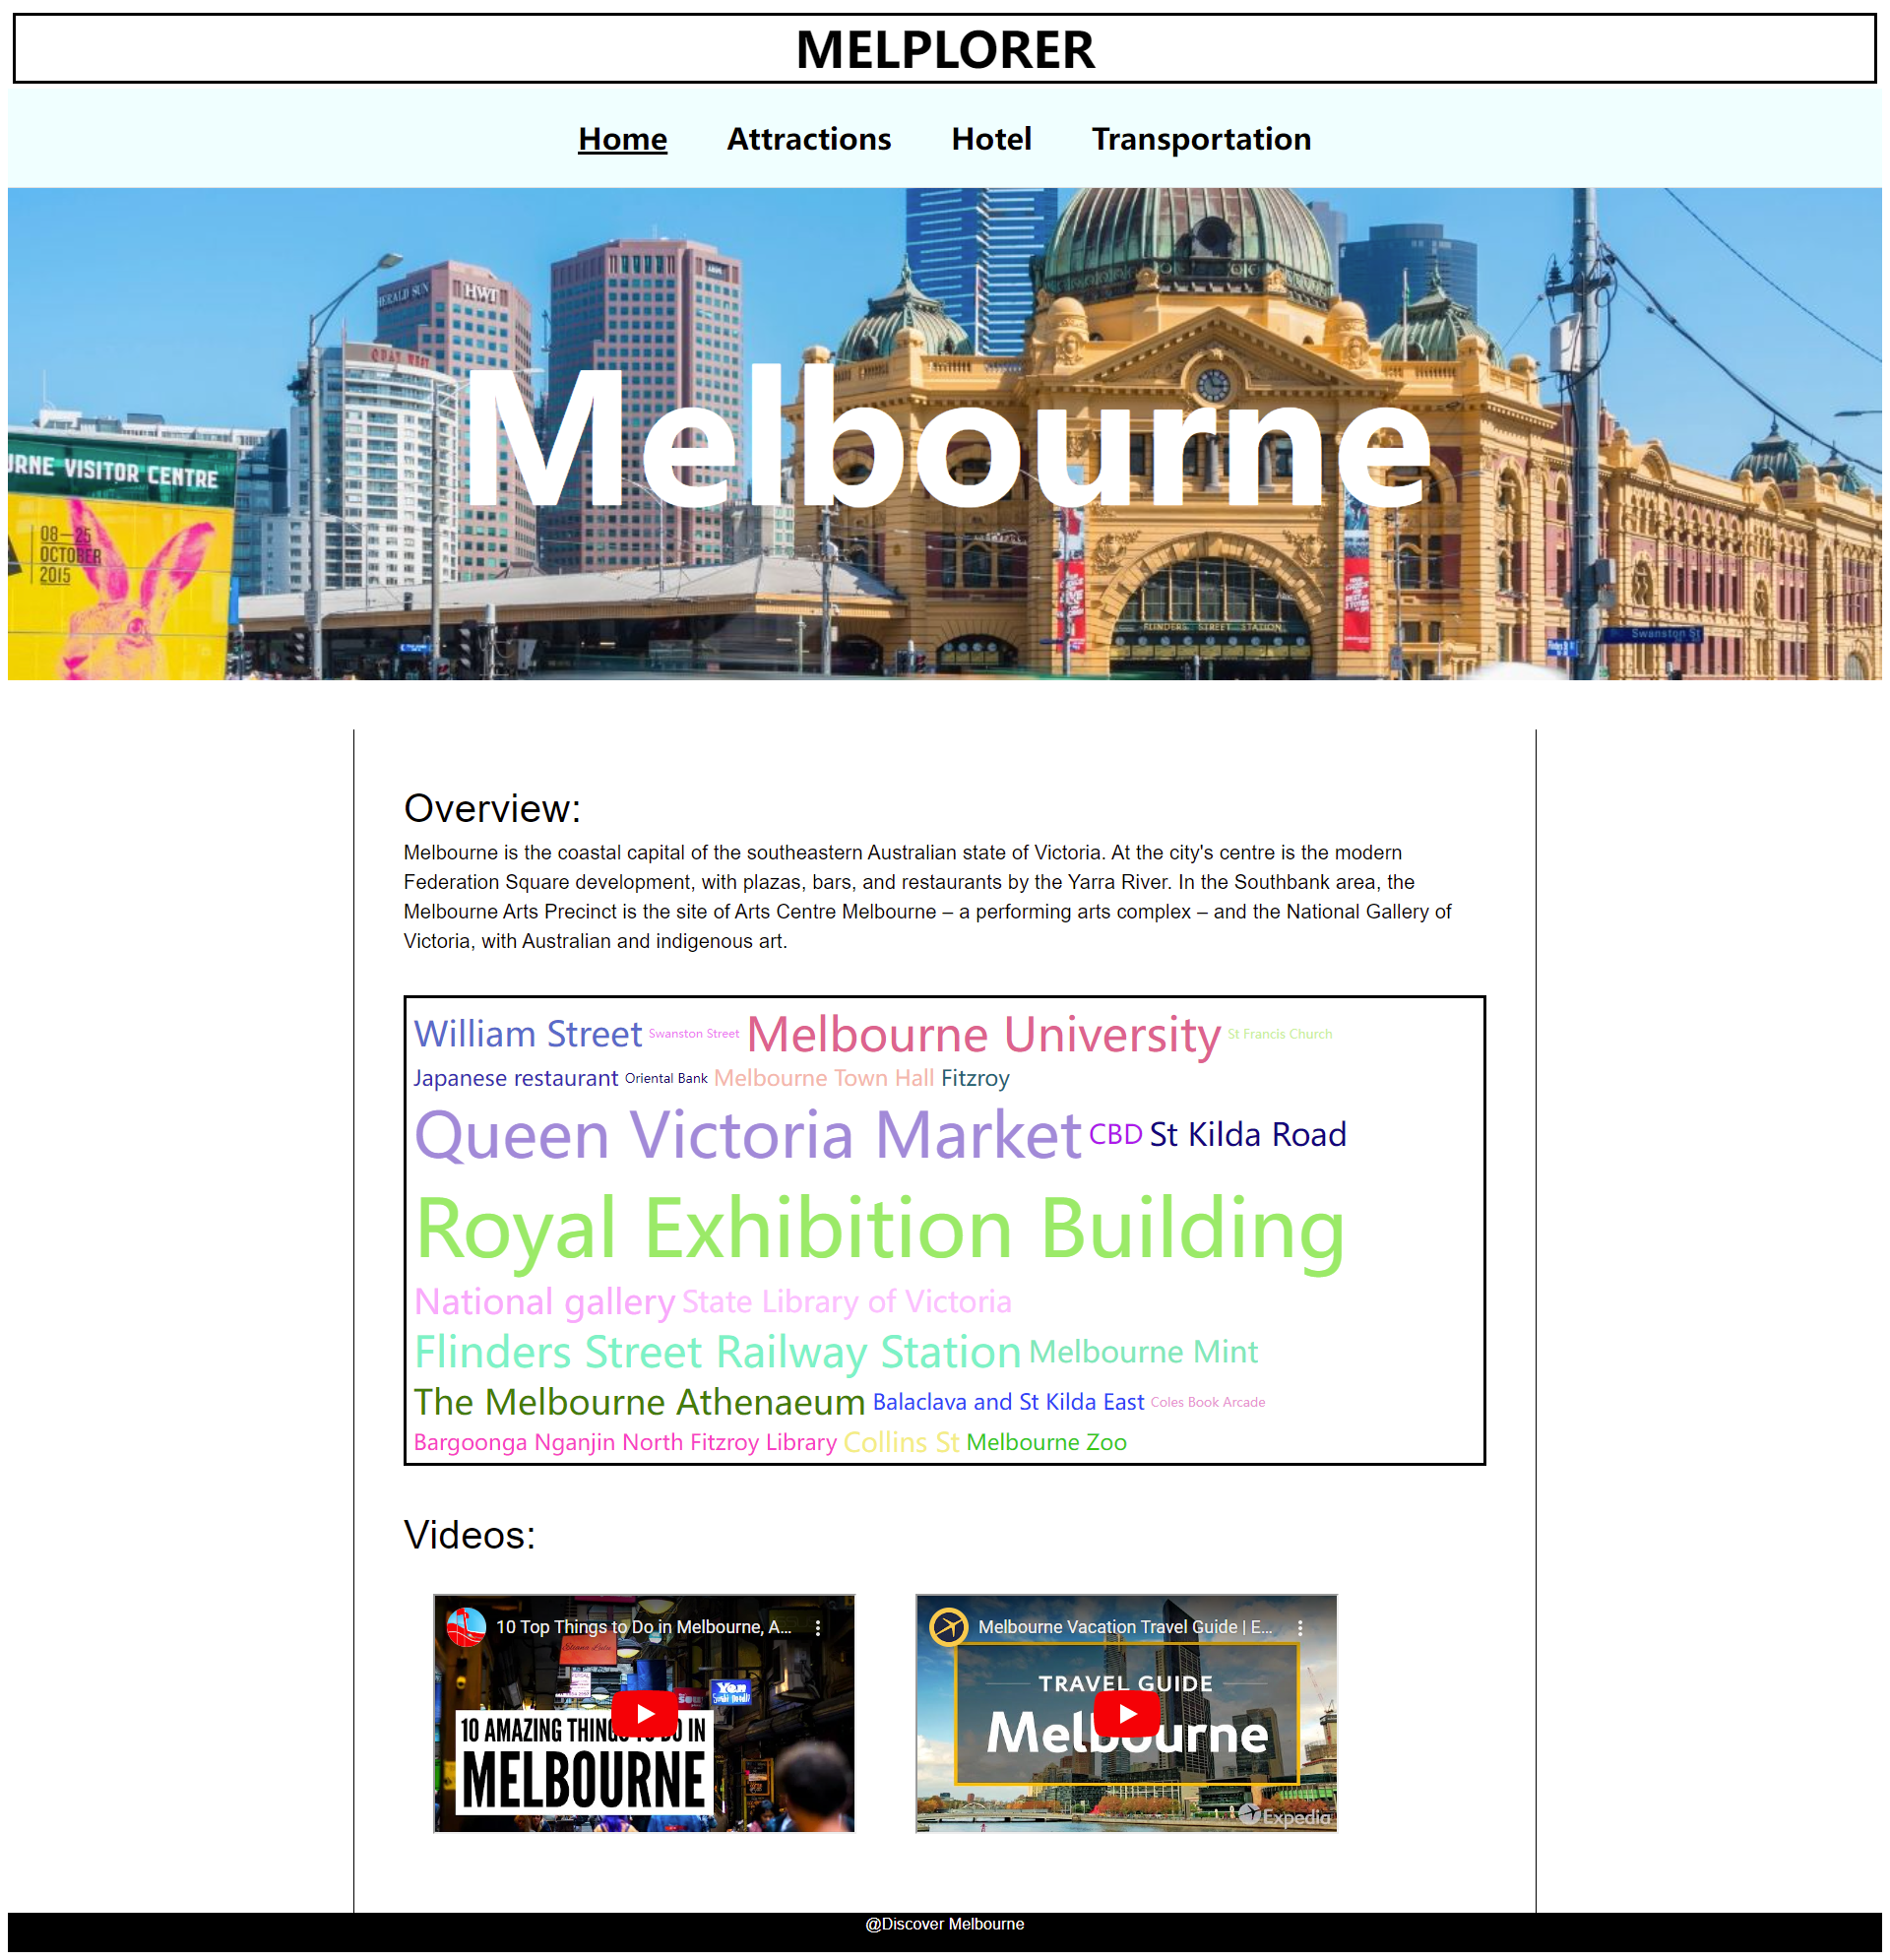 MELPLORER
Home Attractions Hotel Transportation
HERALD SUN
HWT
QUAY WEST
Melbourne
URNE VISITOR CENTRE
08—25
OCTOBER
2015
FLINDERS STREET STATION
Swanston St
Overview:
Melbourne is the coastal capital of the southeastern Australian state of Victoria. At the city's centre is the modern
Federation Square development, with plazas, bars, and restaurants by the Yarra River. In the Southbank area, the
Melbourne Arts Precinct is the site of Arts Centre Melbourne – a performing arts complex – and the National Gallery of
Victoria, with Australian and indigenous art.
William Street Swanston Street Melbourne University St Francis Church
Japanese restaurant Oriental Bank Melbourne Town Hall Fitzroy
Queen Victoria Market CBD St Kilda Road
Royal Exhibition Building
National gallery State Library of Victoria
Flinders Street Railway Station Melbourne Mint
The Melbourne Athenaeum Balaclava and St Kilda East Coles Book Arcade
Bargoonga Nganjin North Fitzroy Library Collins St Melbourne Zoo
Videos:
10 Top Things to Do in Melbourne, A...
Yen
10 AMAZING THINGS TO DO IN
MELBOURNE
Melbourne Vacation Travel Guide | E...
TRAVEL GUIDE
Melbourne
Expedia
@Discover Melbourne